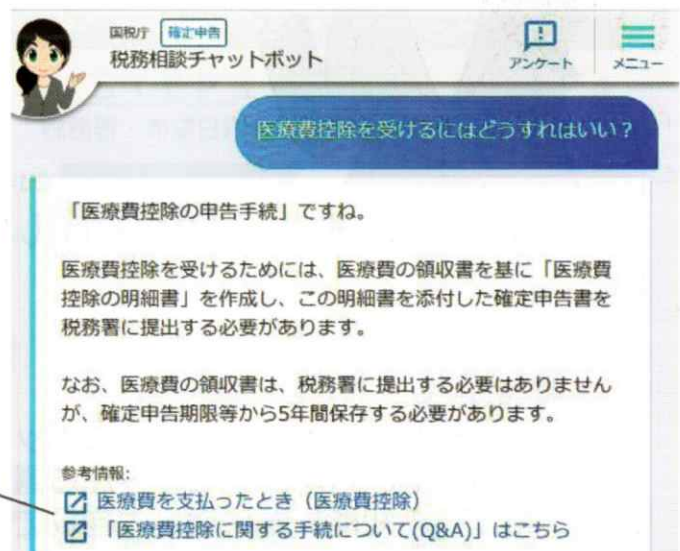 国税庁 確定申告
税務相談チャットボット
アンケート
メニュー
医療費控除を受けるにはどうすればいい？
「医療費控除の申告手続」ですね。
医療費控除を受けるためには、医療費の領収書を基に「医療費
控除の明細書」を作成し、この明細書を添付した確定申告書を
税務署に提出する必要があります。
なお、医療費の領収書は、税務署に提出する必要はありません
が、確定申告期限等から5年間保存する必要があります。
参考情報:
医療費を支払ったとき（医療費控除）
「医療費控除に関する手続について(Q&A)」はこちら